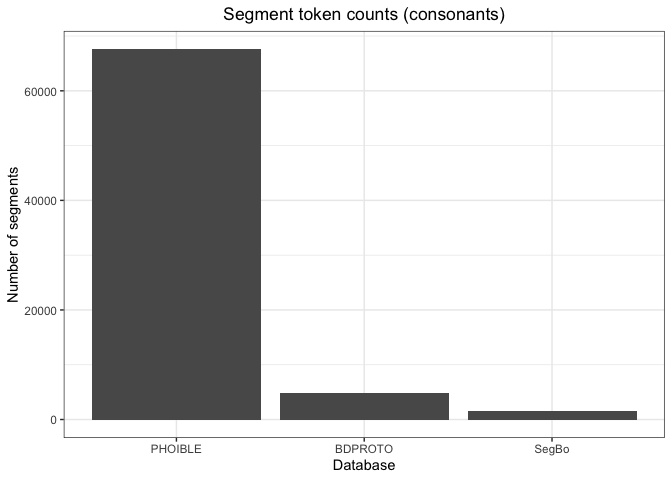 Segment token counts (consonants)
Number of segments
60000
40000
20000
0
PHOIBLE BDPROTO SegBo
Database